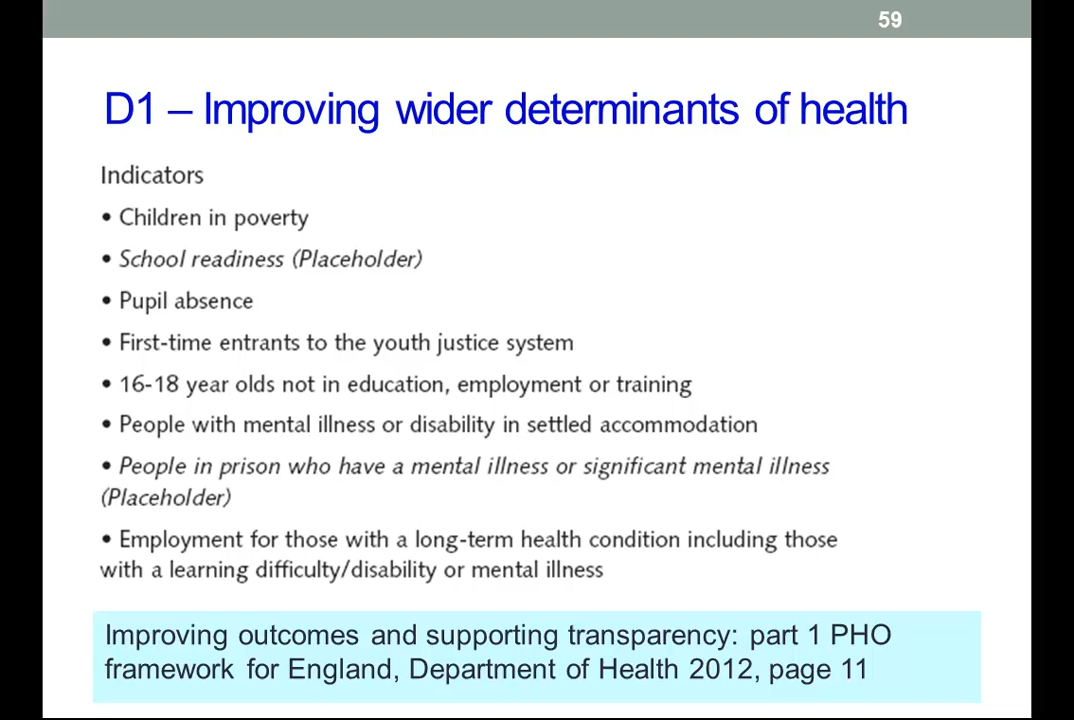 59
D1 – Improving wider determinants of health
Indicators
• Children in poverty
• School readiness (Placeholder)
• Pupil absence
• First-time entrants to the youth justice system
• 16-18 year olds not in education, employment or training
• People with mental illness or disability in settled accommodation
• People in prison who have a mental illness or significant mental illness
(Placeholder)
• Employment for those with a long-term health condition including those
with a learning difficulty/disability or mental illness
Improving outcomes and supporting transparency: part 1 PHO
framework for England, Department of Health 2012, page 11